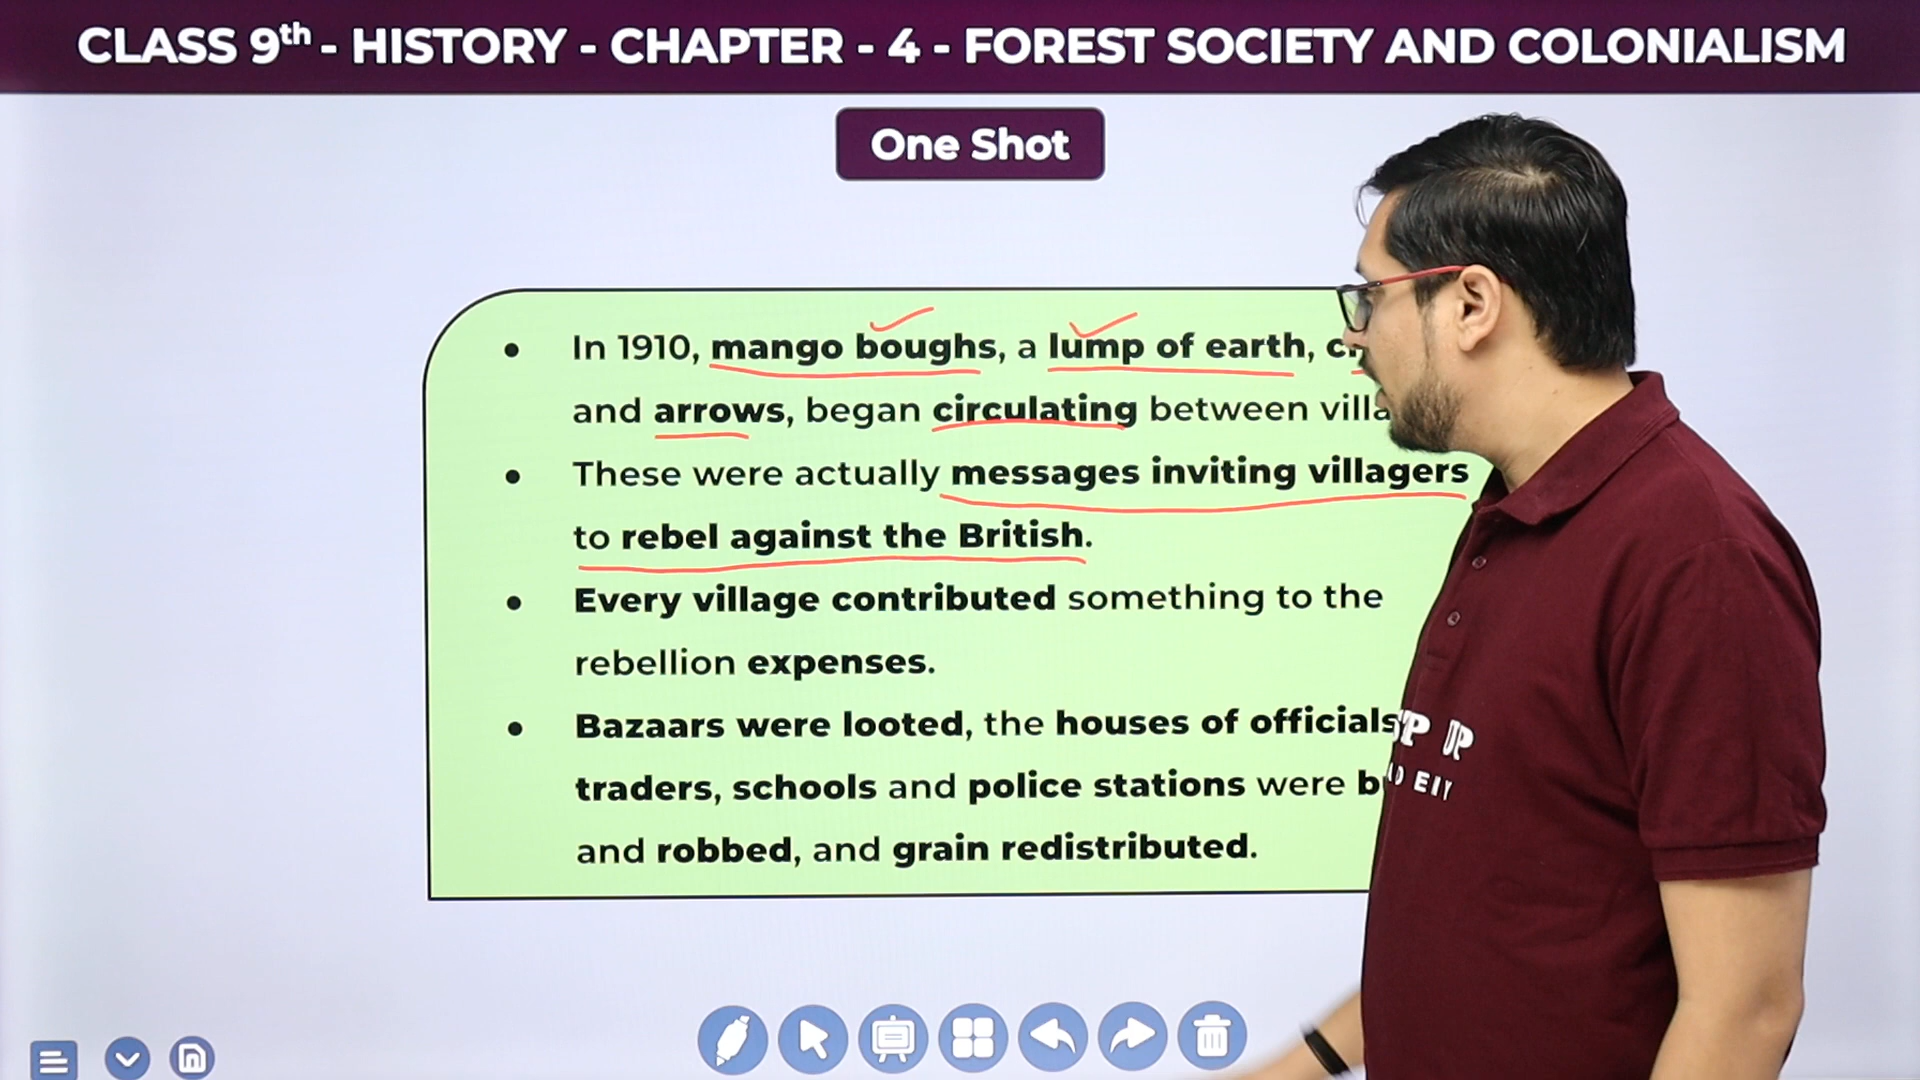 CLASS 9th - HISTORY - CHAPTER - 4 - FOREST SOCIETY AND COLONIALISM
One Shot
• In 1910, mango boughs, a lump of earth,
and arrows, began circulating between
• These were actually messages inviting villagers
to rebel against the British.
• Every village contributed something to the
rebellion expenses.
• Bazaars were looted, the houses of officials
traders, schools and police stations were
and robbed, and grain redistributed.
UP